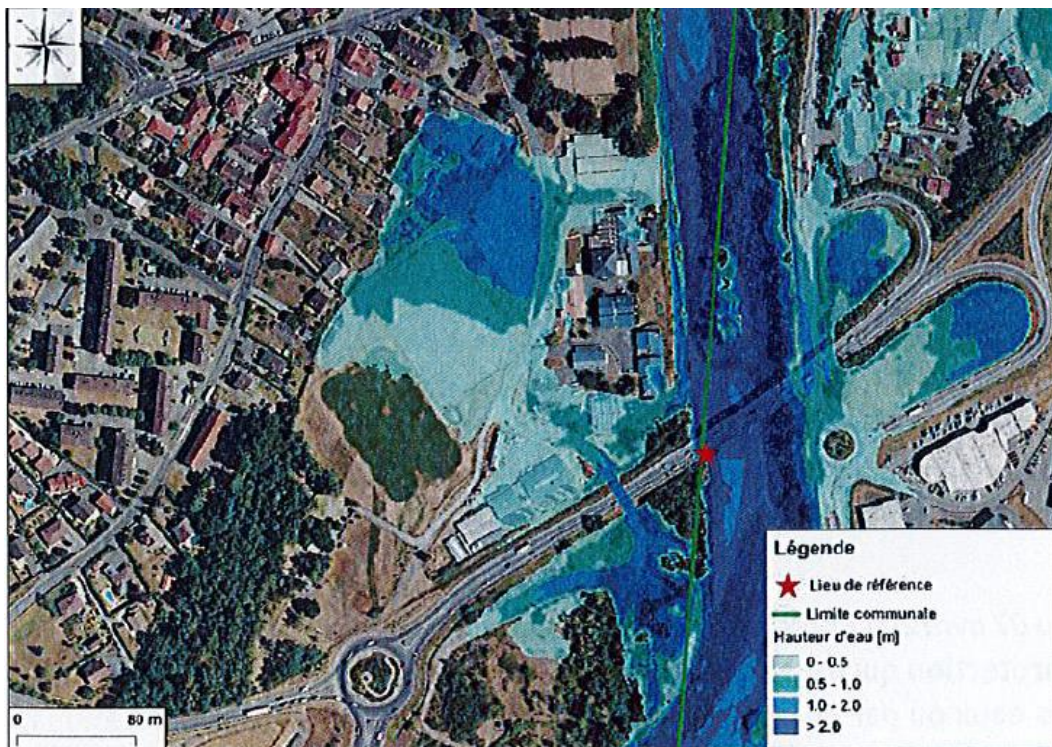 Légende
Lieu de référence
Limite communale
Hauteur d'eau [m]
0 - 0.5
0.5 - 1.0
1.0 - 2.0
> 2.0
0 80 m